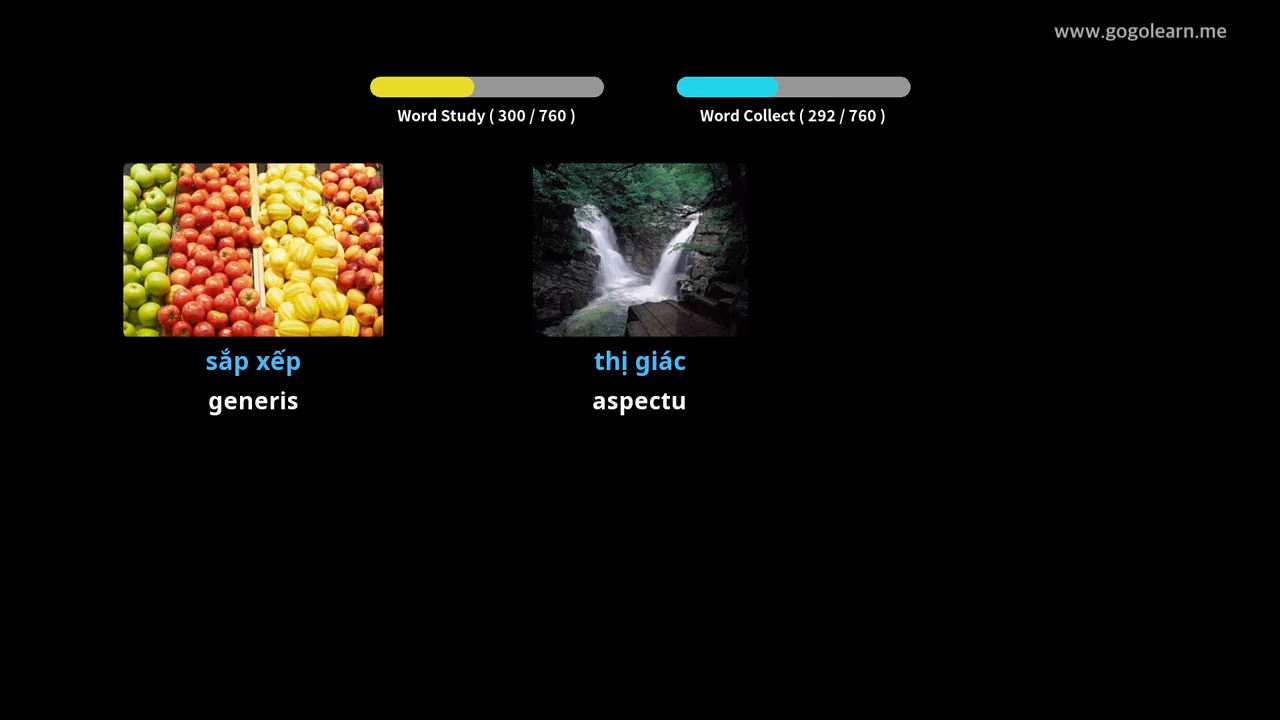 www.gogolearn.me
Word Study ( 300 / 760 )
Word Collect ( 292 / 760 )
sắp xếp
generis
thị giác
aspectu